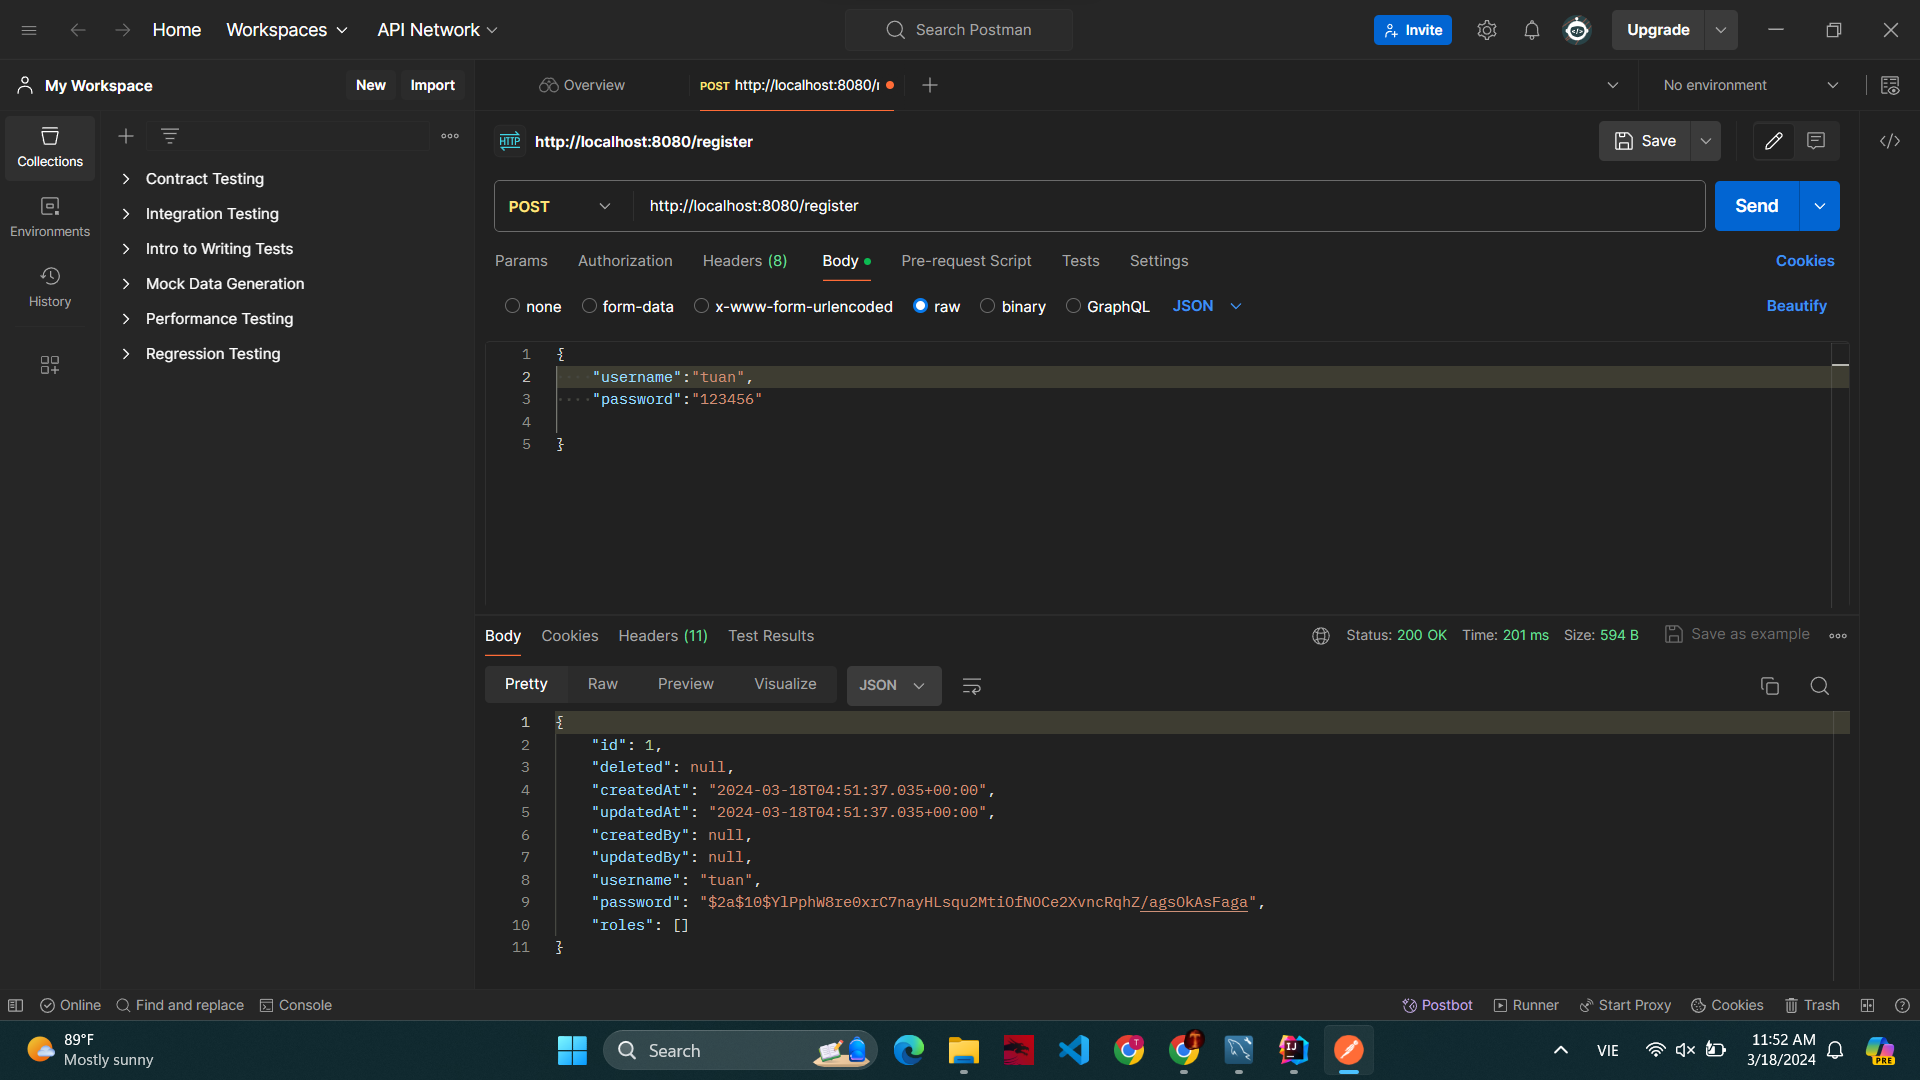 Home Workspaces API Network Search Postman Invite Upgrade
My Workspace New Import Overview POST http://localhost:8080/r No environment
HTTP http://localhost:8080/register Save
Collections
Environments
History
Contract Testing
Integration Testing
Intro to Writing Tests
Mock Data Generation
Performance Testing
Regression Testing
POST http://localhost:8080/register Send
Params Authorization Headers (8) Body Pre-request Script Tests Settings Cookies
none form-data x-www-form-urlencoded raw binary GraphQL JSON Beautify
1 {
2 "username":"tuan",
3 "password":"123456"
4
5 }
Body Cookies Headers (11) Test Results Status: 200 OK Time: 201 ms Size: 594 B Save as example
Pretty Raw Preview Visualize JSON
1 {
2 "id": 1,
3 "deleted": null,
4 "createdAt": "2024-03-18T04:51:37.035+00:00",
5 "updatedAt": "2024-03-18T04:51:37.035+00:00",
6 "createdBy": null,
7 "updatedBy": null,
8 "username": "tuan",
9 "password": "$2a$10$YlPphW8re0xrC7nayHLsqu2MtiOfNOCe2XvncRqhZ/agsOkAsFaga",
10 "roles": []
11 }
Online Find and replace Console Postbot Runner Start Proxy Cookies Trash
89°F
Mostly sunny
Search
VIE
11:52 AM
3/18/2024
PRE